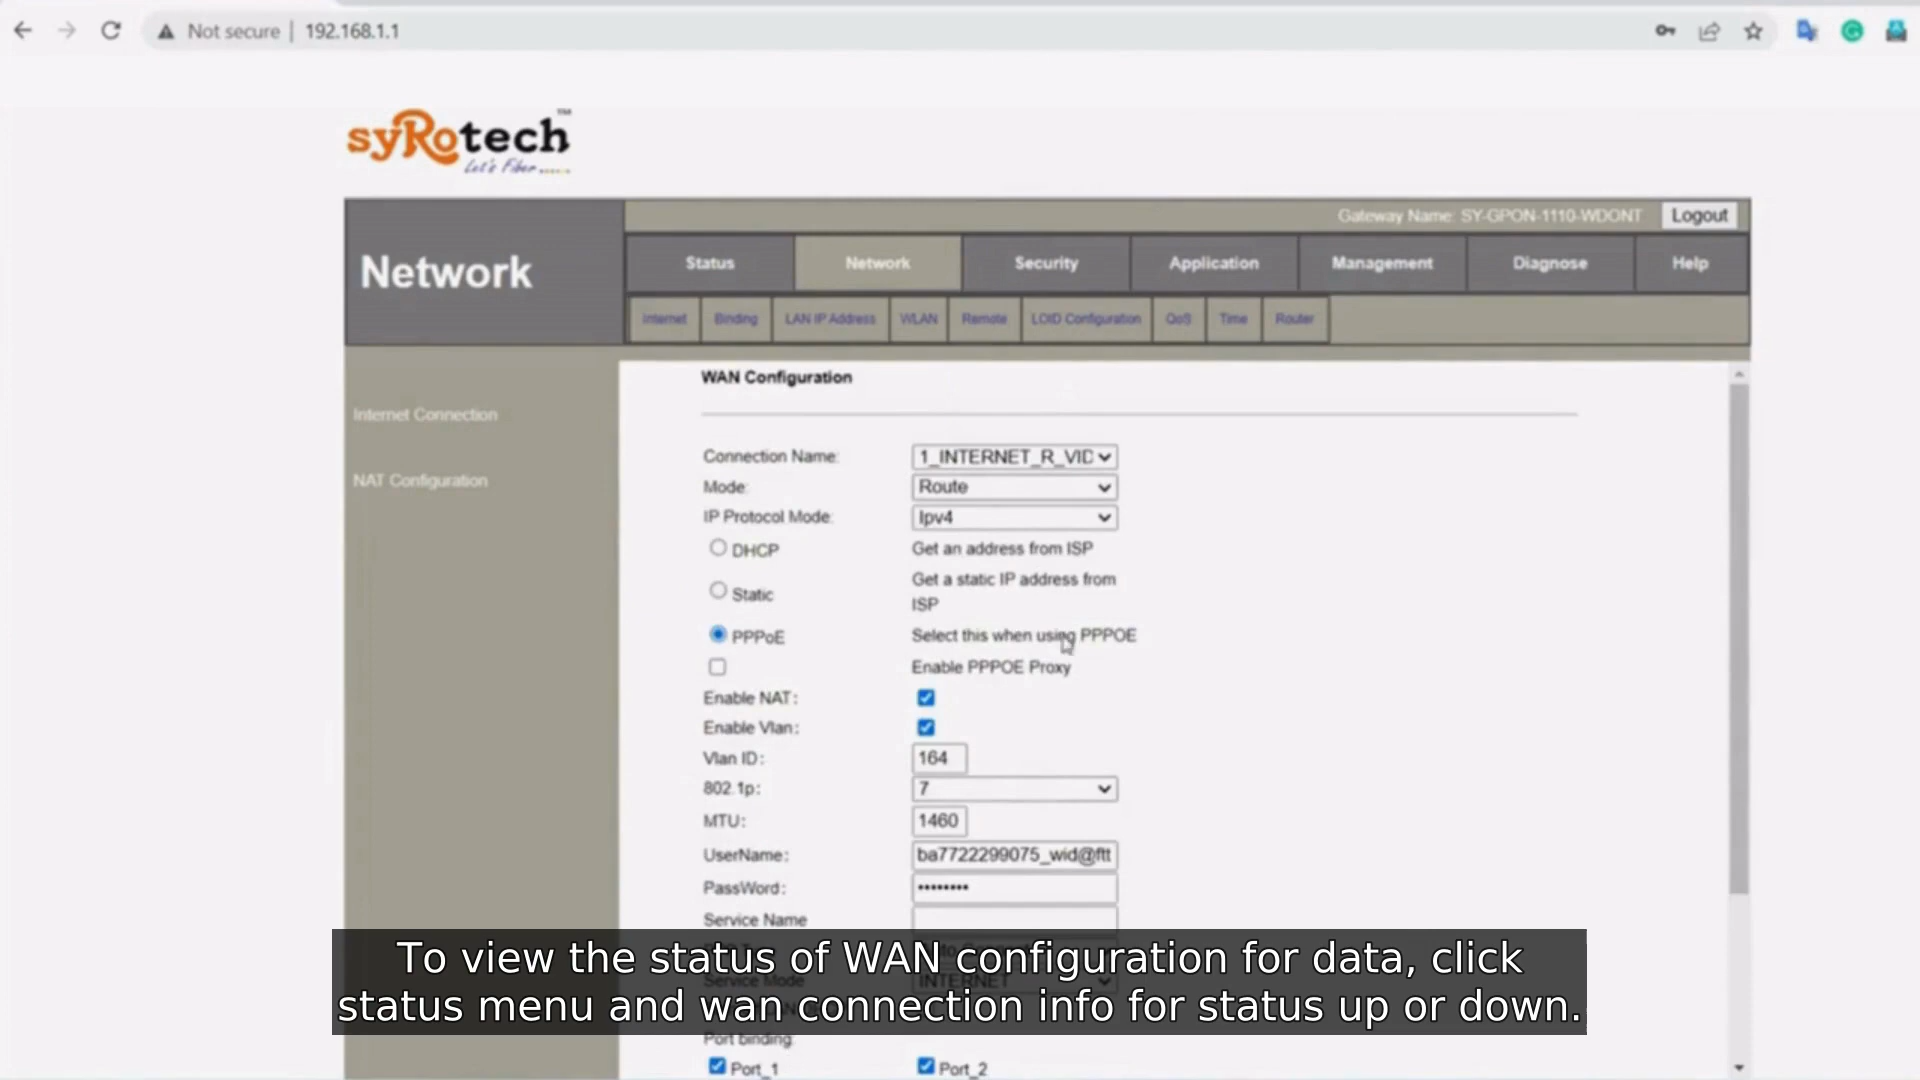 Not secure | 192.168.1.1
syRotech™
Let's Fiber......
Gateway Name: SY-GPON-1110-WDONT Logout
Network
Status Network Security Application Management Diagnose Help
Internet Binding LAN IP Address WLAN Remote LOID Configuration QoS Time Router
Internet Connection
NAT Configuration
WAN Configuration
Connection Name: 1_INTERNET_R_VID
Mode: Route
IP Protocol Mode: Ipv4
DHCP Get an address from ISP
Static Get a static IP address from
ISP
PPPoE Select this when using PPPOE
Enable PPPOE Proxy
Enable NAT:
Enable Vlan:
Vlan ID: 164
802.1p: 7
MTU: 1460
UserName: ba7722299075_wid@ftt
PassWord: ••••••••
Service Name
Service Mode INTERNET
To view the status of WAN configuration for data, click
status menu and wan connection info for status up or down.
Port binding:
Port_1 Port_2